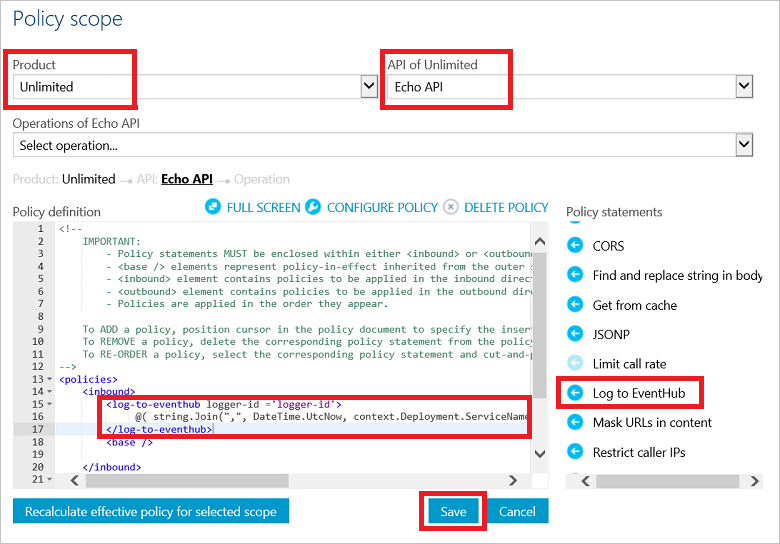 Policy scope
Product
API of Unlimited
Unlimited
Echo API
Operations of Echo API
Select operation...
Product: Unlimited API: Echo API Operation
Policy definition
FULL SCREEN
CONFIGURE POLICY
DELETE POLICY
1 <!--
2 IMPORTANT:
3 - Policy statements MUST be enclosed within either <inbound> or <outbound
4 - <base /> elements represent policy-in-effect inherited from the outer
5 - <inbound> element contains policies to be applied in the inbound direc
6 - <outbound> element contains policies to be applied in the outbound dire
7 - Policies are applied in the order they appear.
8
9 To ADD a policy, position cursor in the policy document to specify the inser
10 To REMOVE a policy, delete the corresponding policy statement from the policy
11 To RE-ORDER a policy, select the corresponding policy statement and cut-and-p
12 -->
13 <policies>
14 <inbound>
15 <log-to-eventhub logger-id ='logger-id'>
16 @( string.Join(",", DateTime.UtcNow, context.Deployment.ServiceName
17 </log-to-eventhub>
18 <base />
19
20 </inbound>
21
Policy statements
CORS
Find and replace string in body
Get from cache
JSONP
Limit call rate
Log to EventHub
Mask URLs in content
Restrict caller IPs
Recalculate effective policy for selected scope
Save
Cancel